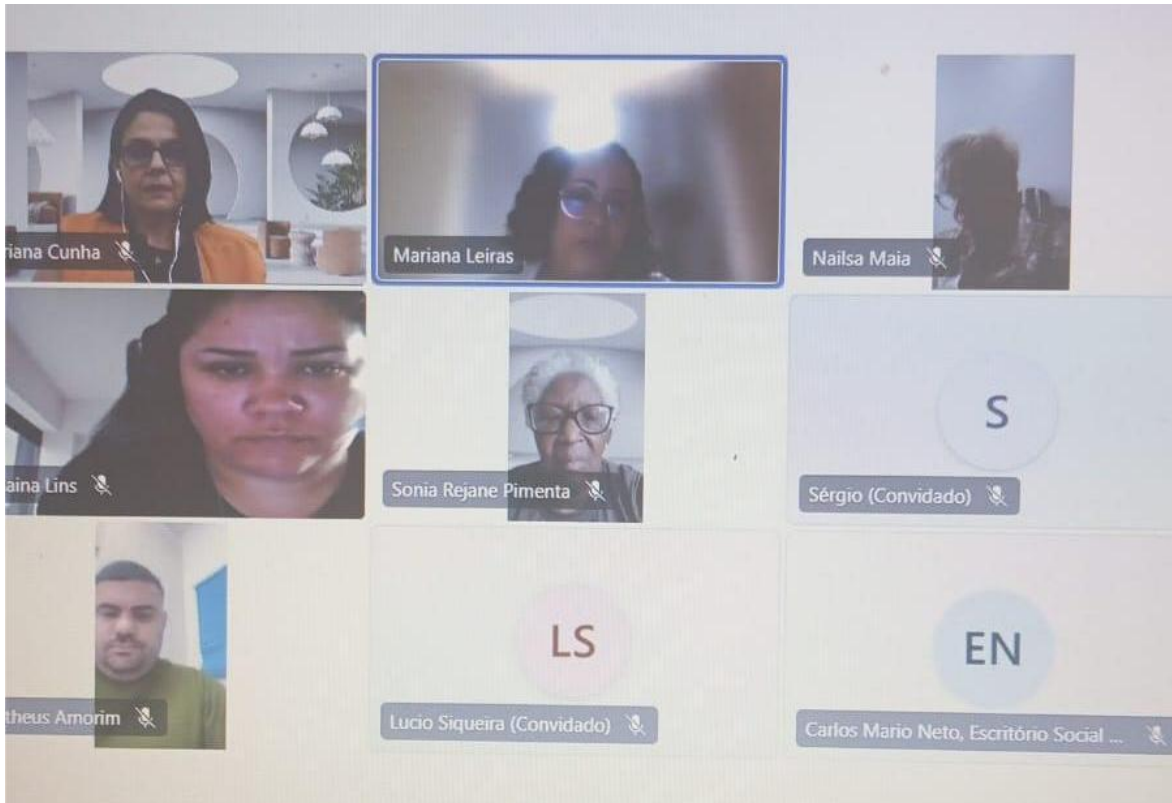 riana Cunha
Mariana Leiras
Nailsa Maia
aina Lins
Sonia Rejane Pimenta
S
Sérgio (Convidado)
theus Amorim
LS
Lucio Siqueira (Convidado)
EN
Carlos Mario Neto, Escritório Social ...